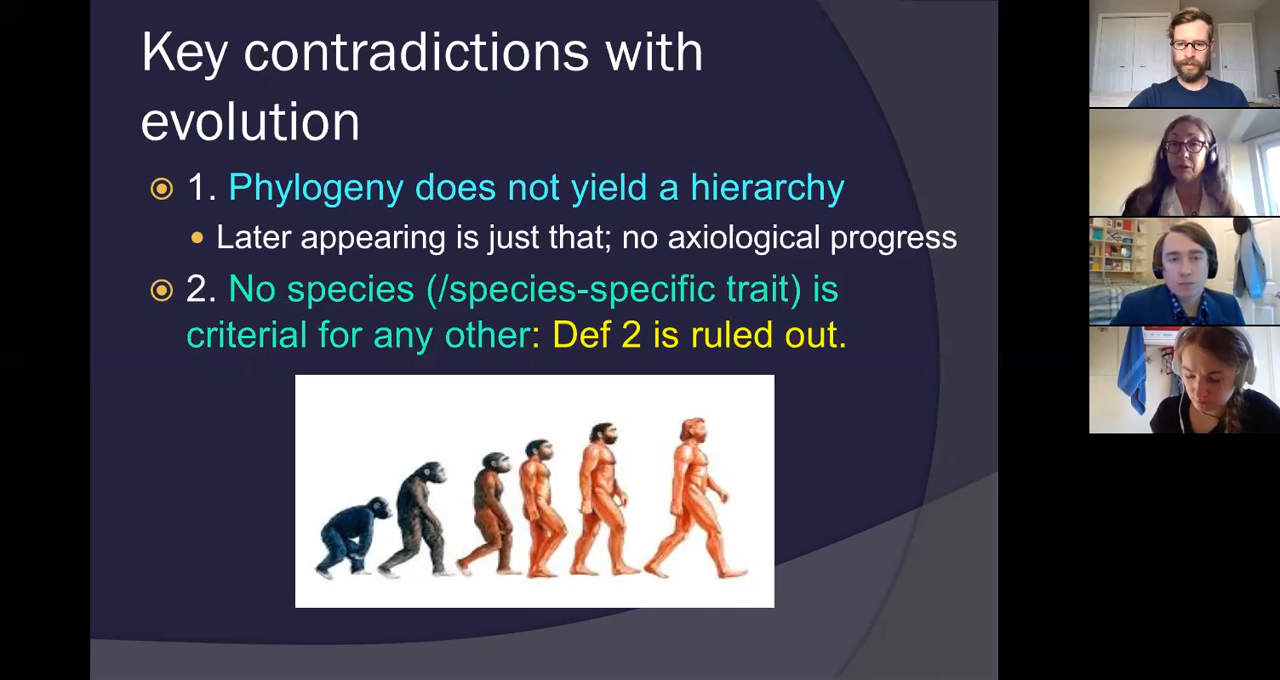 Key contradictions with
evolution
1. Phylogeny does not yield a hierarchy
Later appearing is just that; no axiological progress
2. No species (/species-specific trait) is
criterial for any other: Def 2 is ruled out.